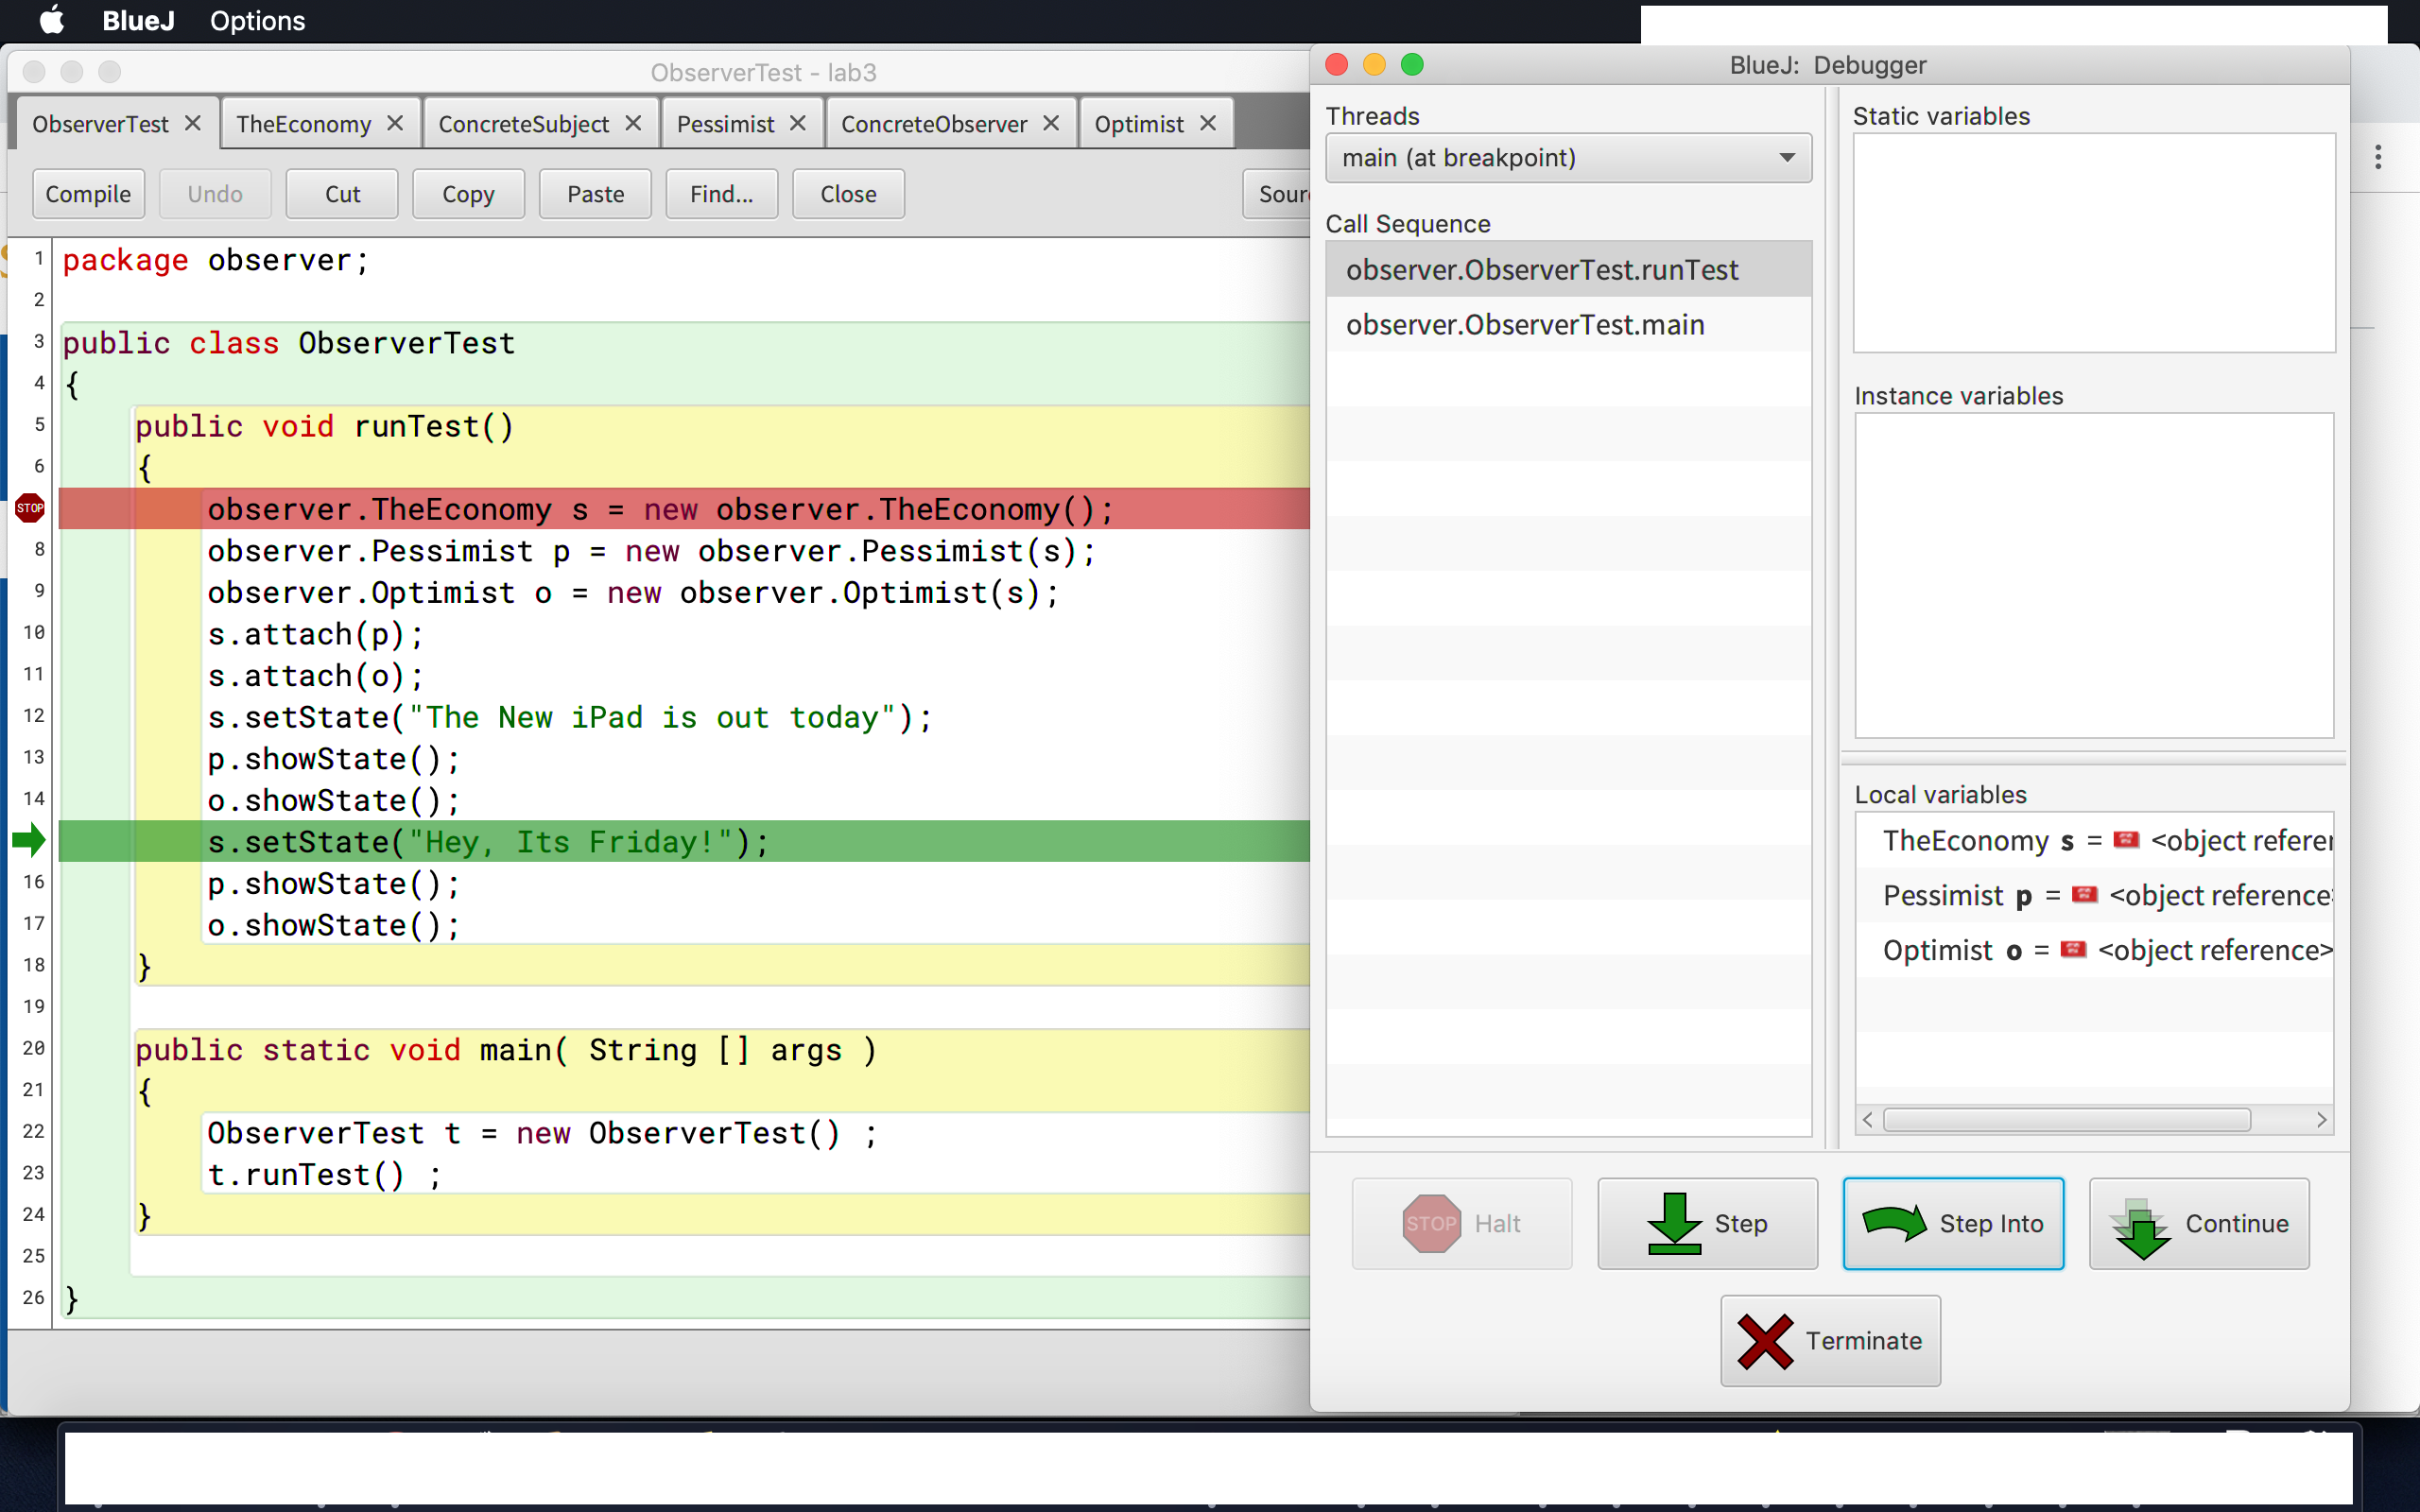 BlueJ Options
ObserverTest - lab3
ObserverTest TheEconomy ConcreteSubject Pessimist ConcreteObserver Optimist
Compile Undo Cut Copy Paste Find... Close
1 package observer;
2
3 public class ObserverTest
4 {
5 public void runTest()
6 {
STOP observer.TheEconomy s = new observer.TheEconomy();
8 observer.Pessimist p = new observer.Pessimist(s);
9 observer.Optimist o = new observer.Optimist(s);
10 s.attach(p);
11 s.attach(o);
12 s.setState("The New iPad is out today");
13 p.showState();
14 o.showState();
s.setState("Hey, Its Friday!");
16 p.showState();
17 o.showState();
18 }
19
20 public static void main( String [] args )
21 {
22 ObserverTest t = new ObserverTest() ;
23 t.runTest() ;
24 }
25
26 }
BlueJ: Debugger
Threads
main (at breakpoint)
Call Sequence
observer.ObserverTest.runTest
observer.ObserverTest.main
Static variables
Instance variables
Local variables
TheEconomy s = <object refere
Pessimist p = <object reference
Optimist o = <object reference>
STOP Halt
Step
Step Into
Continue
Terminate